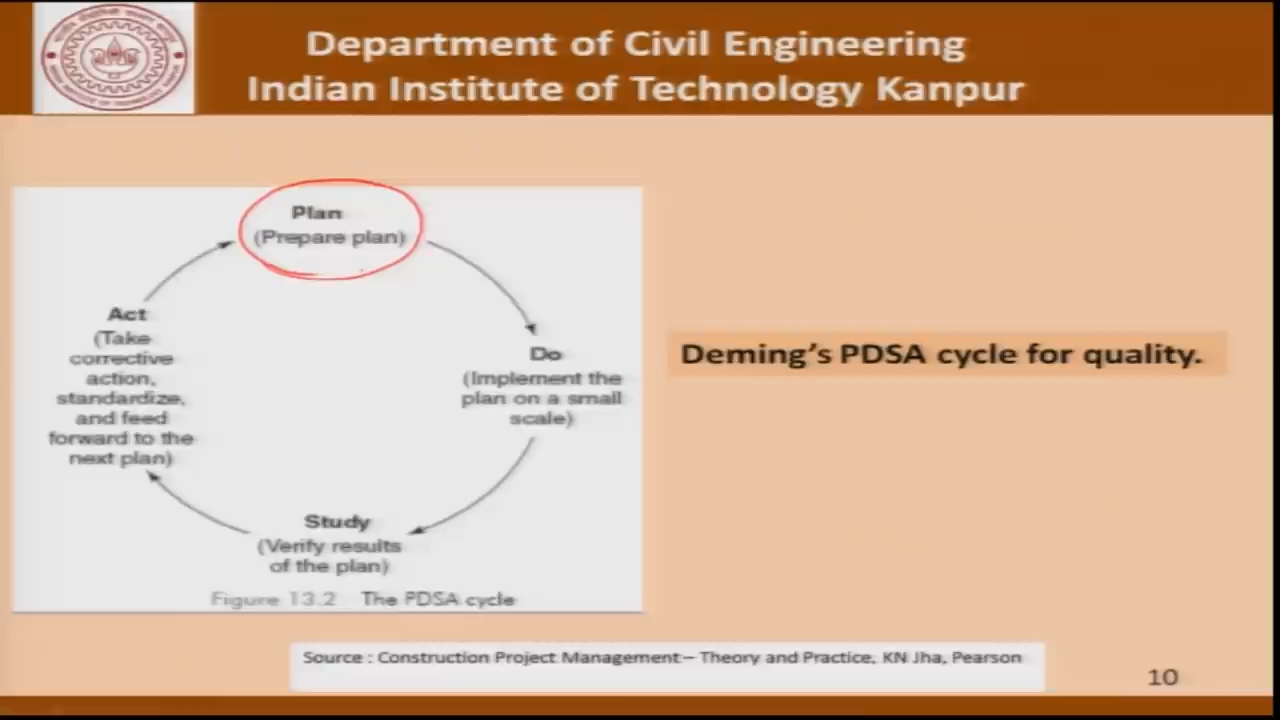 Department of Civil Engineering
Indian Institute of Technology Kanpur
Plan
(Prepare plan)
Do
(Implement the
plan on a small
scale)
Study
(Verify results
of the plan)
Act
(Take
corrective
action,
standardize,
and feed
forward to the
next plan)
Figure 13.2 The PDSA cycle
Deming's PDSA cycle for quality.
Source : Construction Project Management – Theory and Practice, KN Jha, Pearson
10